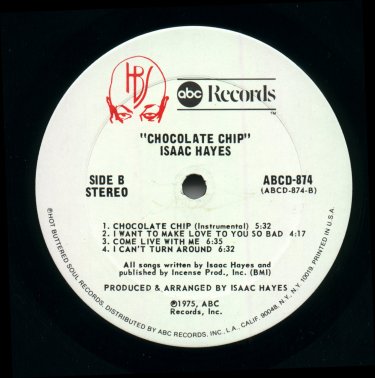 HBS
abc Records
TM
"CHOCOLATE CHIP"
ISAAC HAYES
SIDE B
STEREO
ABCD-874
(ABCD-874-B)
1. CHOCOLATE CHIP (Instrumental) 5:32
2. I WANT TO MAKE LOVE TO YOU SO BAD 4:17
3. COME LIVE WITH ME 6:35
4. I CAN'T TURN AROUND 6:32
All songs written by Isaac Hayes and
published by Incense Prod., Inc. (BMI)
PRODUCED & ARRANGED BY ISAAC HAYES
℗1975, ABC
Records, Inc.
©HOT BUTTERED SOUL RECORDS, DISTRIBUTED BY ABC RECORDS, INC., L.A., CALIF. 90048, N.Y., N.Y. 10019. PRINTED IN U.S.A.